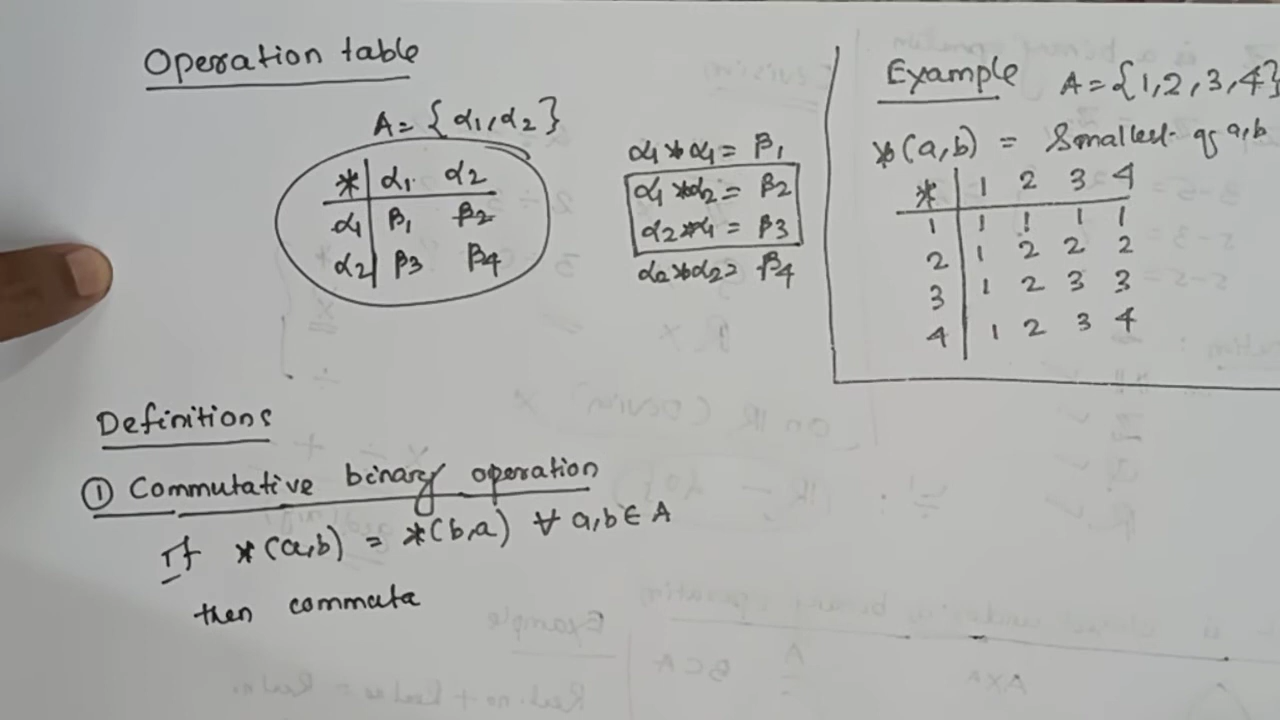 Operation table
A = {α1, α2}
* α1 α2
α1 β1 β2
α2 β3 β4
α1 * α1 = β1
α1 * α2 = β2
α2 * α1 = β3
α2 * α2 = β4
Example A = {1,2,3,4}
*(a,b) = Smallest of a,b
* 1 2 3 4
1 1 1 1 1
2 1 2 2 2
3 1 2 3 3
4 1 2 3 4
Definitions
① Commutative binary operation
If *(a,b) = *(b,a) ∀ a,b ∈ A
then commuta